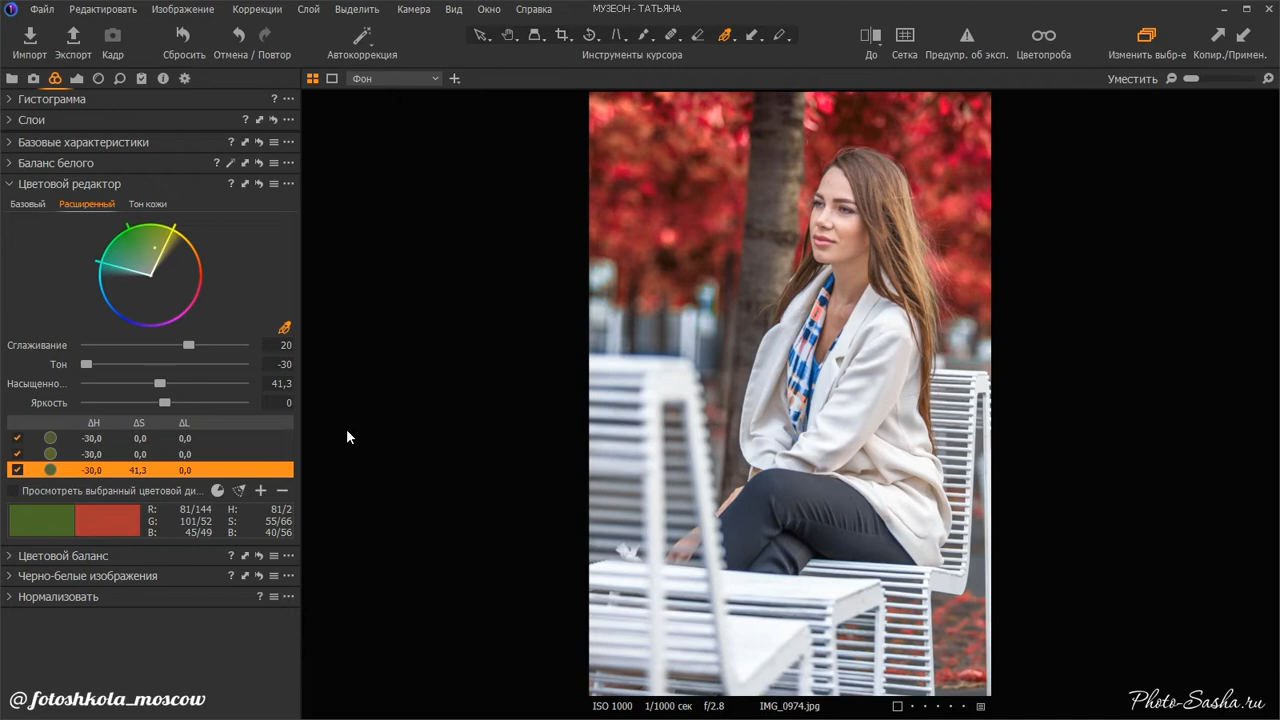 Файл Редактировать Изображение Коррекции Слой Выделить Камера Вид Окно Справка МУЗЕОН - ТАТЬЯНА
Импорт Экспорт Кадр Сбросить Отмена / Повтор Автокоррекция Инструменты курсора До Сетка Предупр. об эксп. Цветопроба Изменить выбр-е Копир./Примен.
Фон Уместить
Гистограмма
Слои
Базовые характеристики
Баланс белого
Цветовой редактор
Базовый Расширенный Тон кожи
Сглаживание 20
Тон -30
Насыщенно... 41,3
Яркость 0
ΔH ΔS ΔL
-30,0 0,0 0,0
-30,0 0,0 0,0
-30,0 41,3 0,0
Просмотреть выбранный цветовой ди...
R: 81/144 H: 81/2
G: 101/52 S: 55/66
B: 45/49 B: 40/56
Цветовой баланс
Черно-белые изображения
Нормализовать
ISO 1000 1/1000 сек f/2.8 IMG_0974.jpg
@fotoshkola_moscow
Photo-Sasha.ru